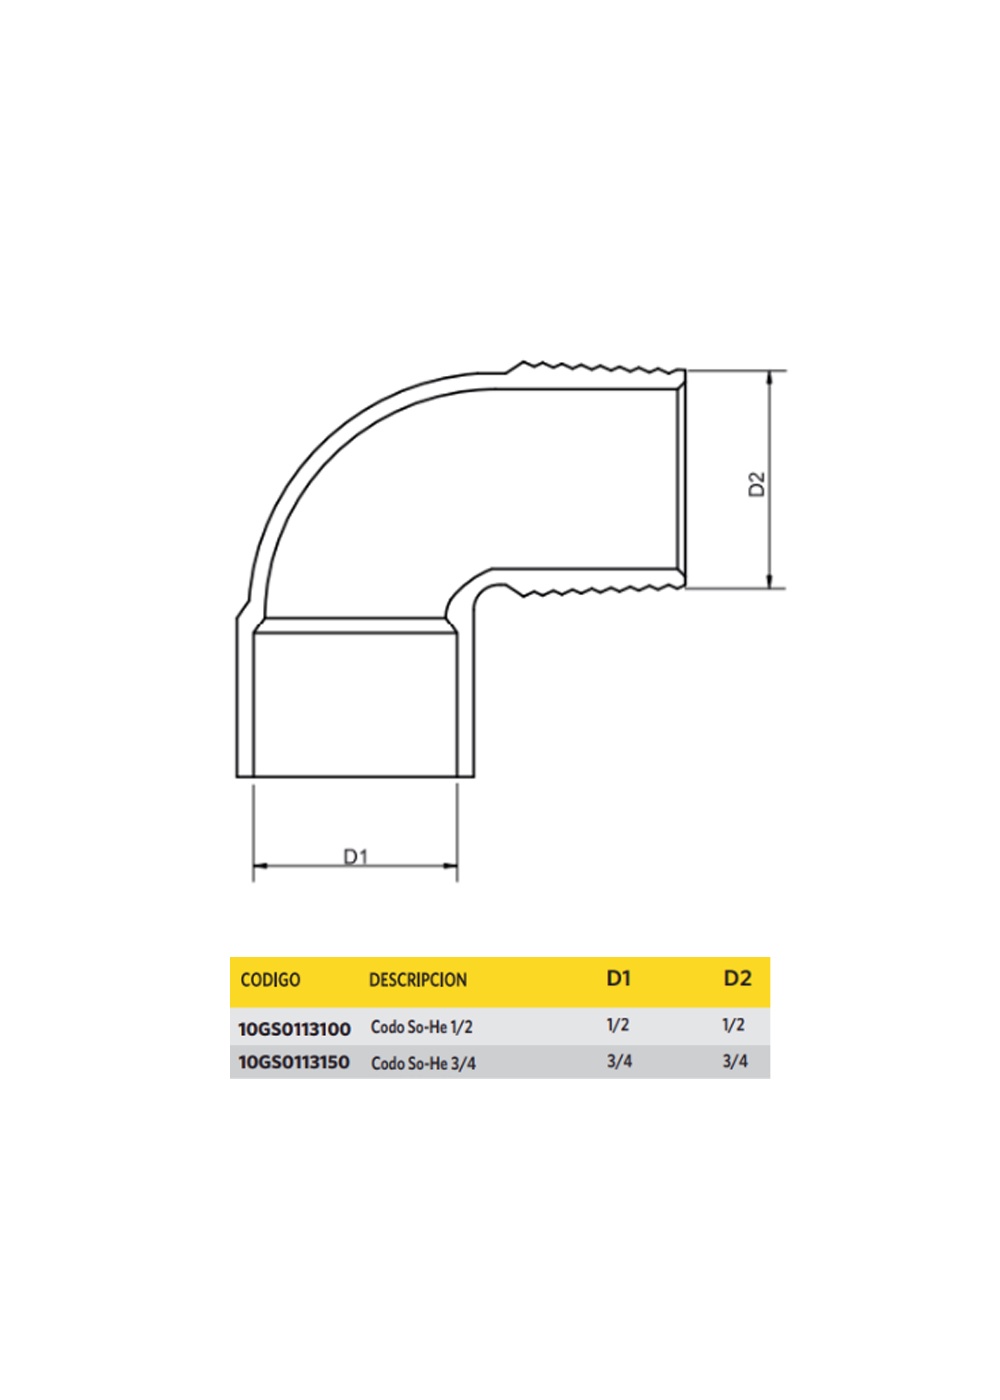 D2
D1
CODIGO DESCRIPCION D1 D2
10GS0113100 Codo So-He 1/2 1/2 1/2
10GS0113150 Codo So-He 3/4 3/4 3/4